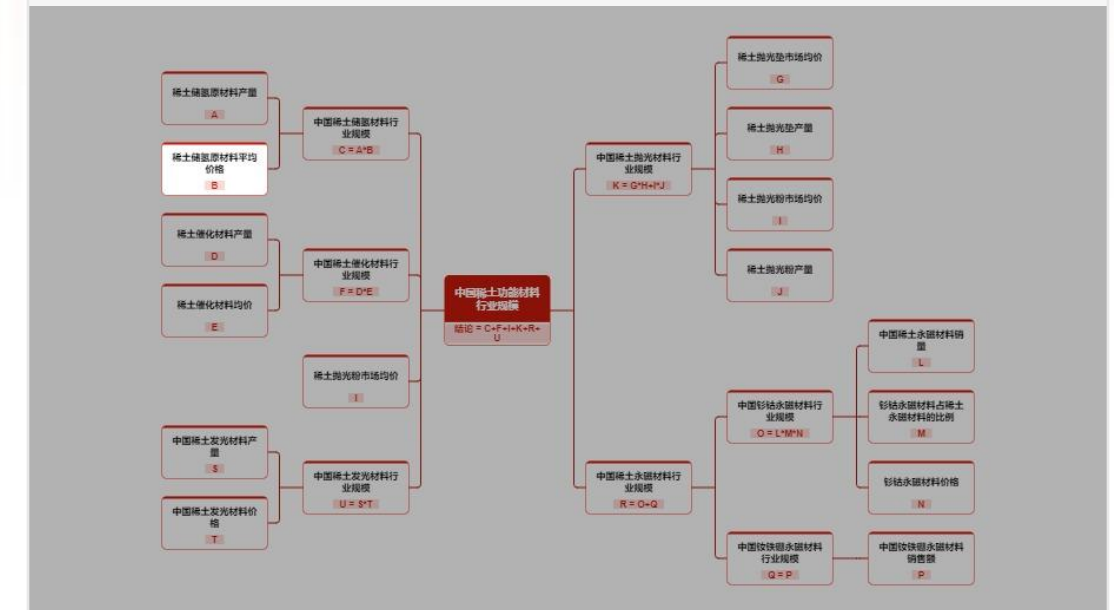 稀土储氢原材料产量
A
稀土储氢原材料平均
价格
B
中国稀土储氢材料行
业规模
C = A*B
稀土催化材料产量
D
稀土催化材料均价
E
中国稀土催化材料行
业规模
F = D*E
稀土抛光粉市场均价
I
中国稀土发光材料产
量
S
中国稀土发光材料价
格
T
中国稀土发光材料行
业规模
U = S*T
中国稀土功能材料
行业规模
结论 = C+F+I+K+R+
U
中国稀土抛光材料行
业规模
K = G*H+I*J
稀土抛光垫市场均价
G
稀土抛光垫产量
H
稀土抛光粉市场均价
I
稀土抛光粉产量
J
中国稀土永磁材料行
业规模
R = O+Q
中国钐钴永磁材料行
业规模
O = L*M*N
中国稀土永磁材料销
量
L
钐钴永磁材料占稀土
永磁材料的比例
M
钐钴永磁材料价格
N
中国钕铁硼永磁材料
行业规模
Q = P
中国钕铁硼永磁材料
销售额
P